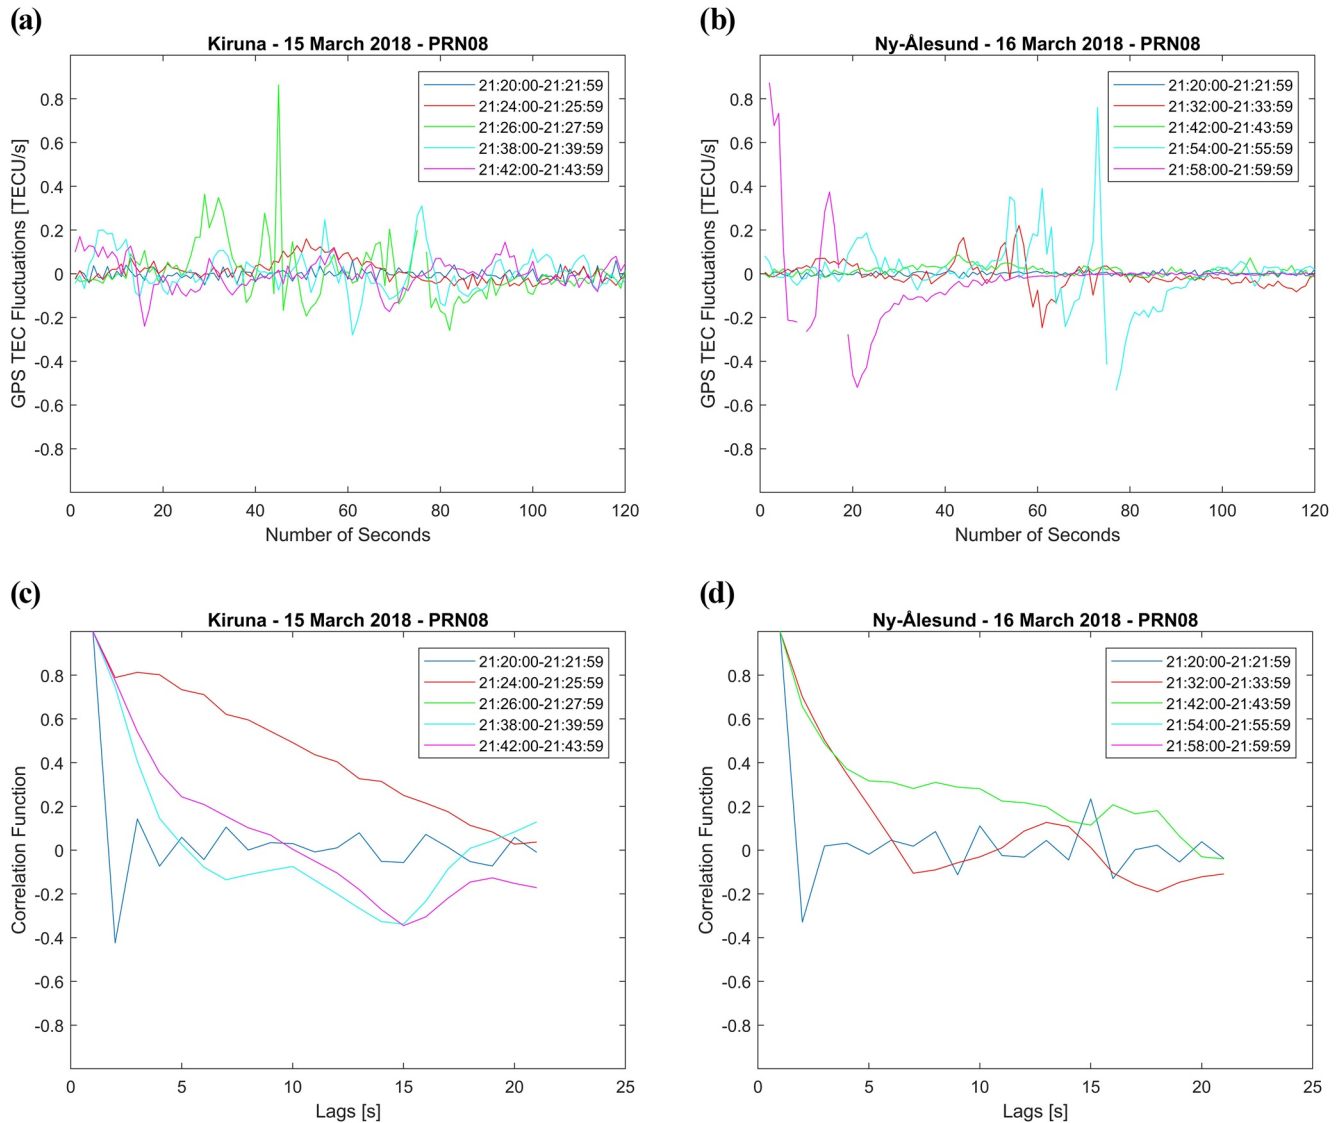 (a)
Kiruna - 15 March 2018 - PRN08
21:20:00-21:21:59
21:24:00-21:25:59
21:26:00-21:27:59
21:38:00-21:39:59
21:42:00-21:43:59
GPS TEC Fluctuations [TECU/s]
0.8
0.6
0.4
0.2
0
-0.2
-0.4
-0.6
-0.8
0 20 40 60 80 100 120
Number of Seconds
(b)
Ny-Ålesund - 16 March 2018 - PRN08
21:20:00-21:21:59
21:32:00-21:33:59
21:42:00-21:43:59
21:54:00-21:55:59
21:58:00-21:59:59
GPS TEC Fluctuations [TECU/s]
0.8
0.6
0.4
0.2
0
-0.2
-0.4
-0.6
-0.8
0 20 40 60 80 100 120
Number of Seconds
(c)
Kiruna - 15 March 2018 - PRN08
21:20:00-21:21:59
21:24:00-21:25:59
21:26:00-21:27:59
21:38:00-21:39:59
21:42:00-21:43:59
Correlation Function
0.8
0.6
0.4
0.2
0
-0.2
-0.4
-0.6
-0.8
0 5 10 15 20 25
Lags [s]
(d)
Ny-Ålesund - 16 March 2018 - PRN08
21:20:00-21:21:59
21:32:00-21:33:59
21:42:00-21:43:59
21:54:00-21:55:59
21:58:00-21:59:59
Correlation Function
0.8
0.6
0.4
0.2
0
-0.2
-0.4
-0.6
-0.8
0 5 10 15 20 25
Lags [s]